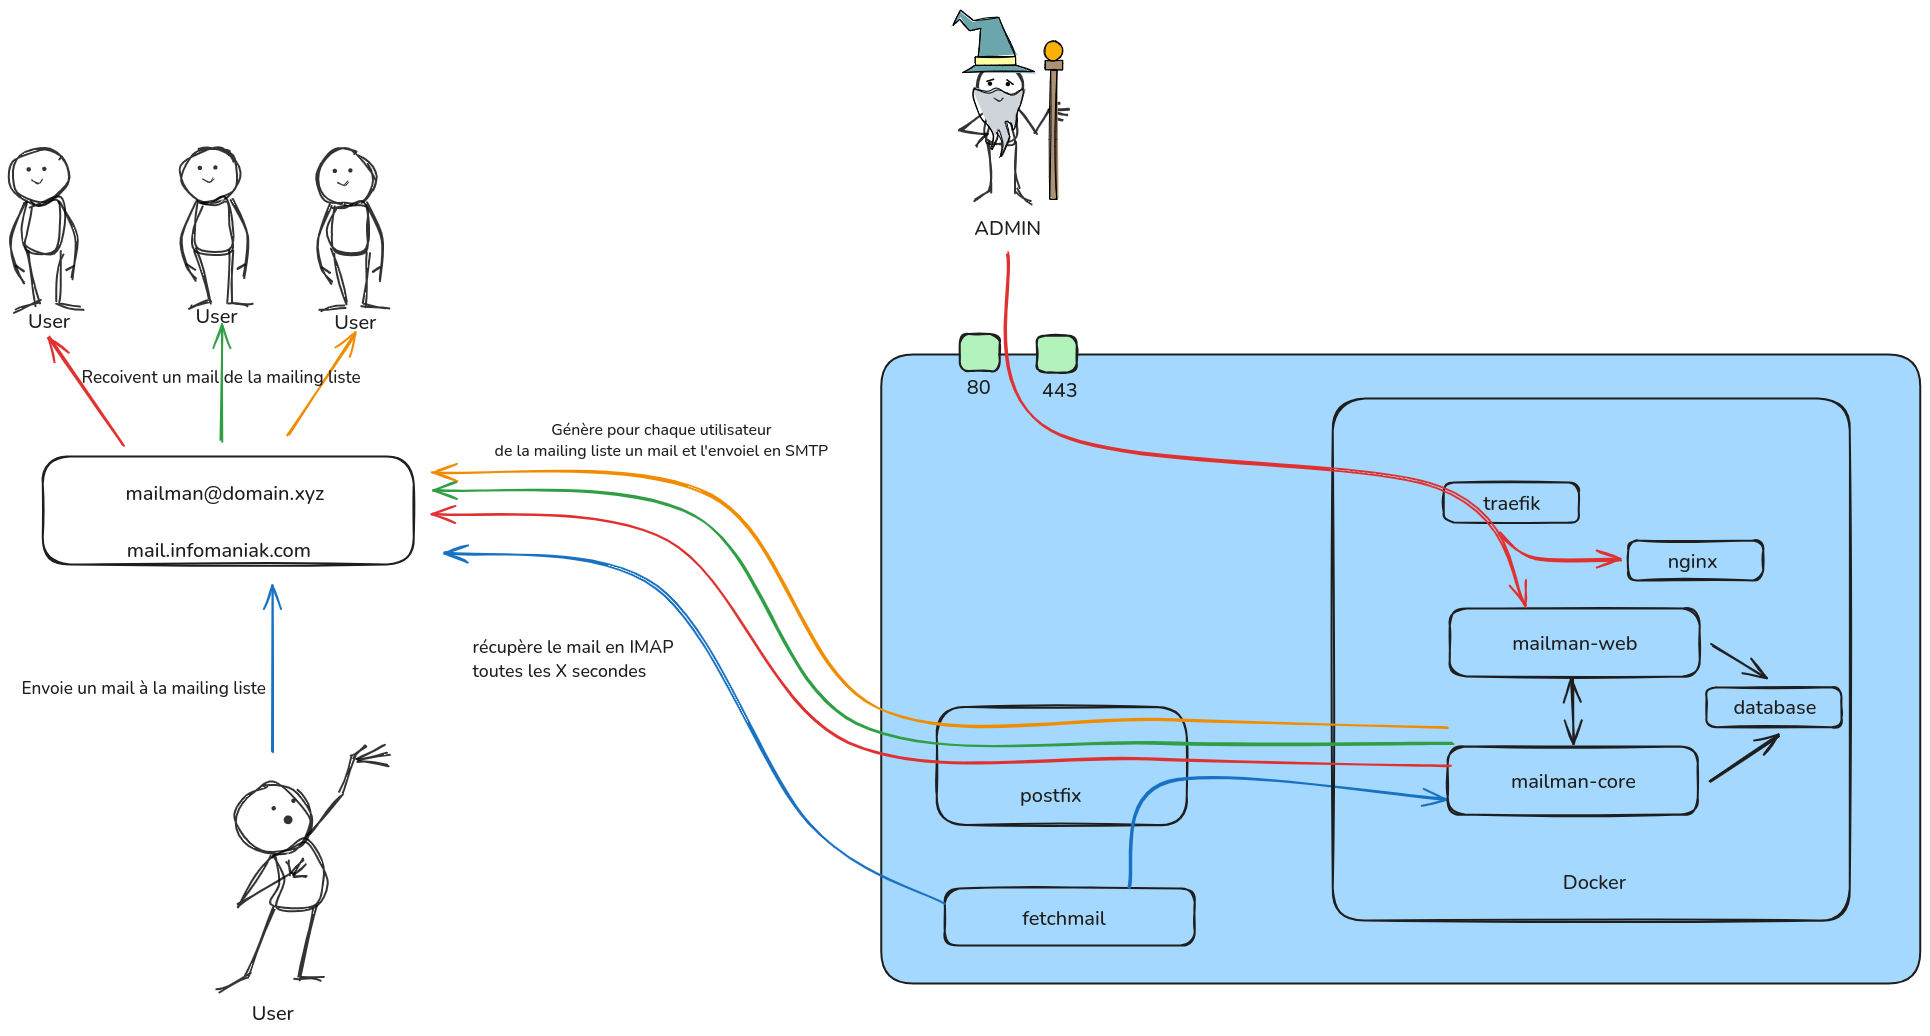 ADMIN
User
User
User
Recoivent un mail de la mailing liste
80
443
Génère pour chaque utilisateur
de la mailing liste un mail et l'envoiel en SMTP
mailman@domain.xyz
mail.infomaniak.com
traefik
nginx
récupère le mail en IMAP
toutes les X secondes
mailman-web
Envoie un mail à la mailing liste
database
postfix
mailman-core
Docker
fetchmail
User